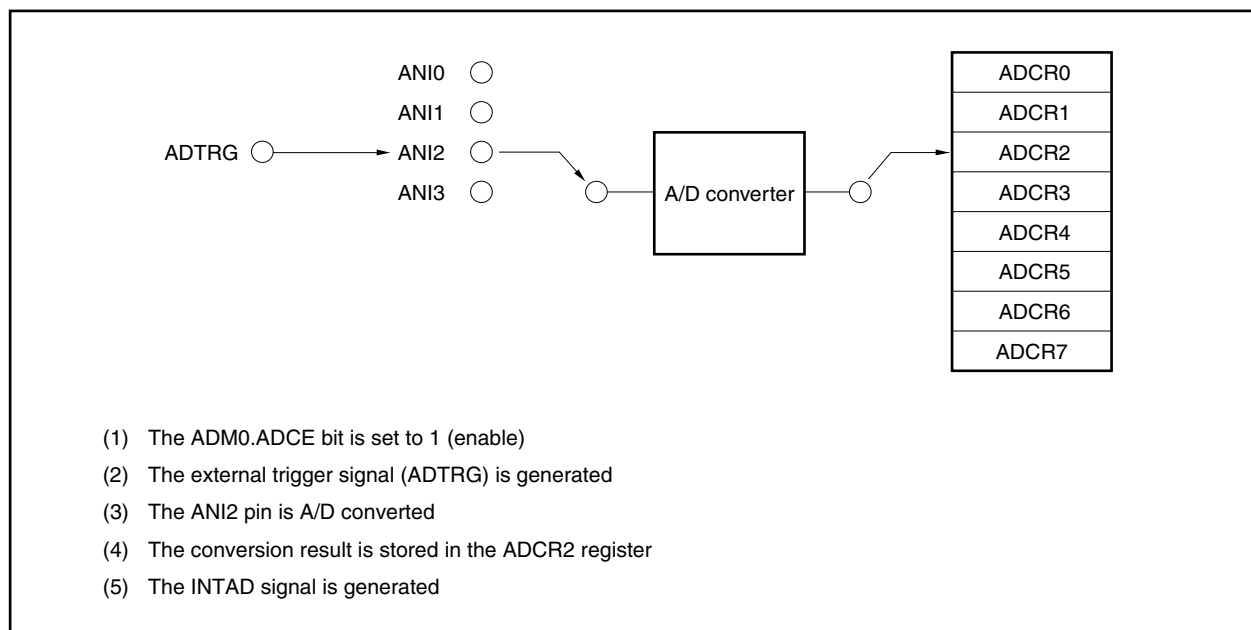 ANI0
ANI1
ADTRG
ANI2
ANI3
A/D converter
ADCR0
ADCR1
ADCR2
ADCR3
ADCR4
ADCR5
ADCR6
ADCR7
(1) The ADM0.ADCE bit is set to 1 (enable)
(2) The external trigger signal (ADTRG) is generated
(3) The ANI2 pin is A/D converted
(4) The conversion result is stored in the ADCR2 register
(5) The INTAD signal is generated